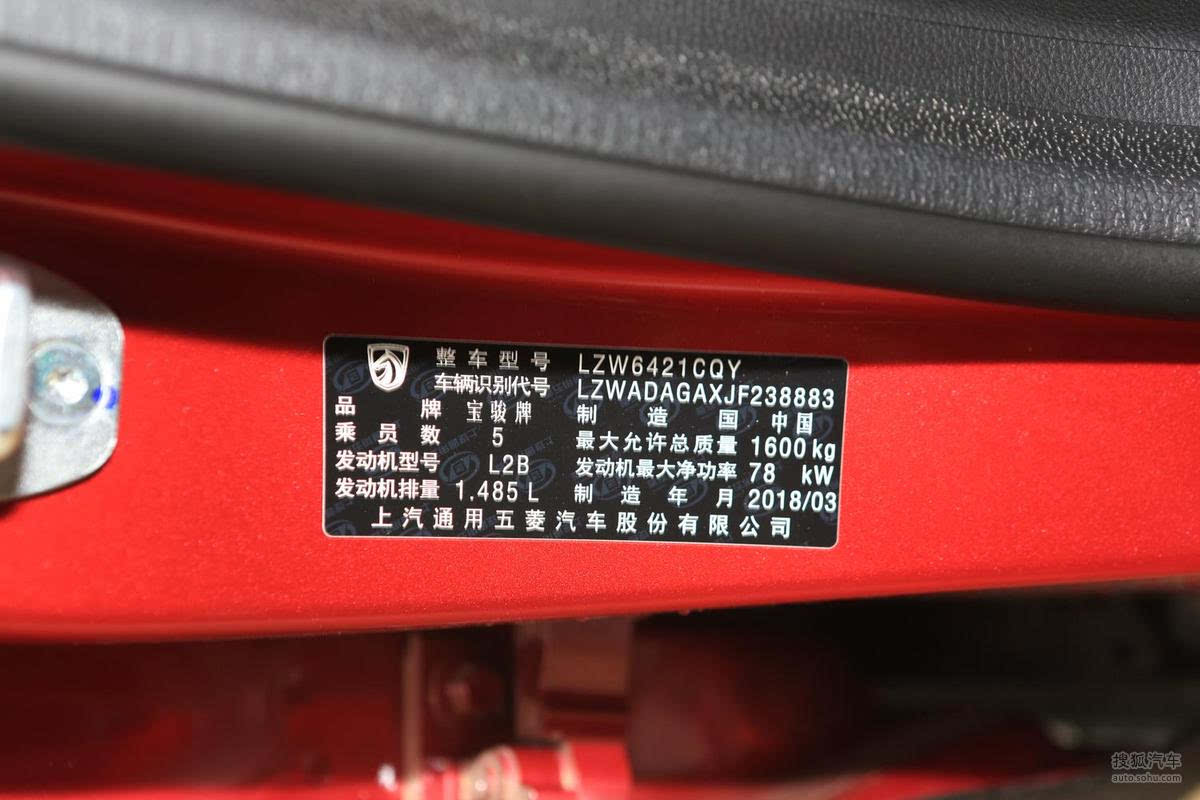 整车型号 LZW6421CQY
车辆识别代号 LZWADAGAXJF238883
品牌 宝骏牌 制造国 中国
乘员数 5 最大允许总质量 1600kg
发动机型号 L2B 发动机最大净功率 78 kW
发动机排量 1.485 L 制造年月 2018/03
上汽通用五菱汽车股份有限公司
搜狐汽车
auto.sohu.com